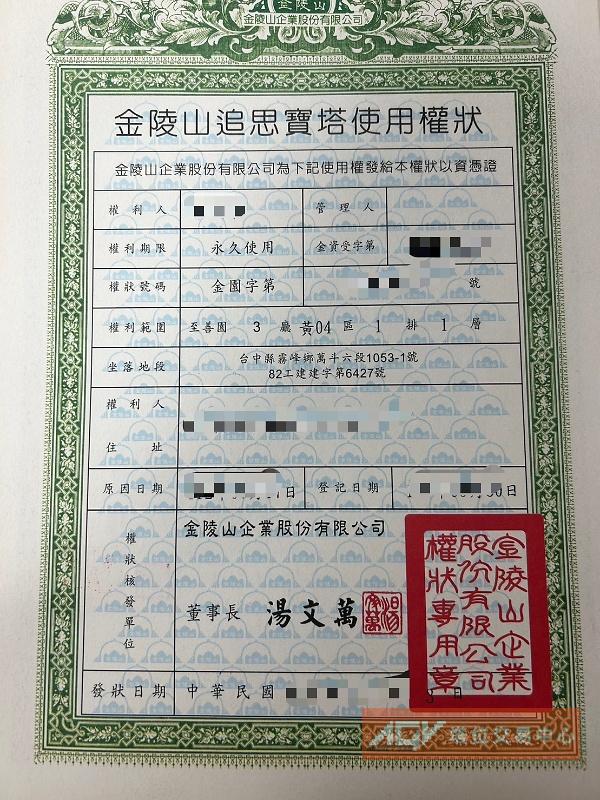 金陵山
金陵山企業股份有限公司
金陵山追思寶塔使用權狀
金陵山企業股份有限公司為下記使用權發給本權狀以資憑證
權利人 管理人
權利期限 永久使用 金資受字第
權狀號碼 金園字第 號
權利範圍 至善園 3 廳 黃04 區 1 排 1 層
坐落地段 台中縣霧峰鄉萬斗六段1053-1號
82工建建字第6427號
權利人
住址
原因日期 日 登記日期 日
權狀核發單位 金陵山企業股份有限公司
董事長 湯文萬
金陵山企業
股份有限公司
權狀專用章
發狀日期 中華民國 3 日
塔位交易中心